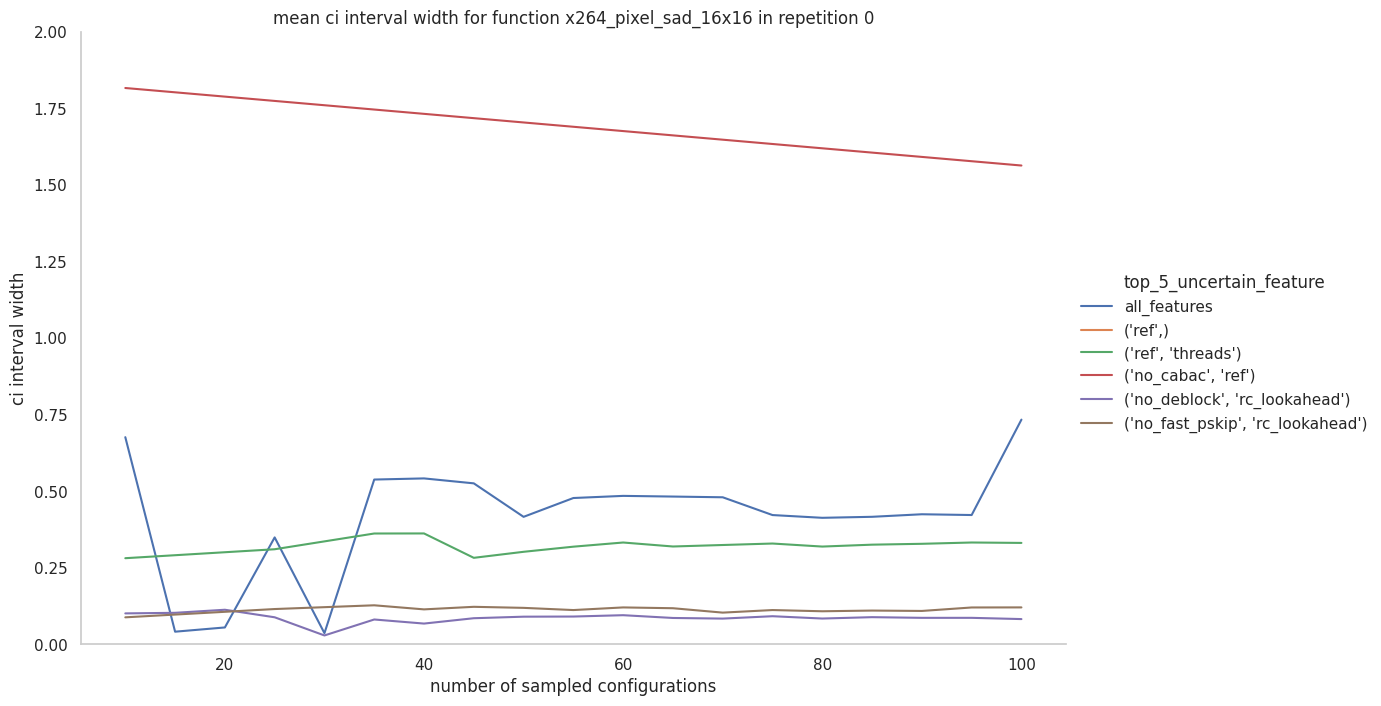 mean ci interval width for function x264_pixel_sad_16x16 in repetition 0
2.00
1.75
1.50
1.25
1.00
0.75
0.50
0.25
0.00
ci interval width
20
40
60
80
100
number of sampled configurations
top_5_uncertain_feature
all_features
('ref',)
('ref', 'threads')
('no_cabac', 'ref')
('no_deblock', 'rc_lookahead')
('no_fast_pskip', 'rc_lookahead')